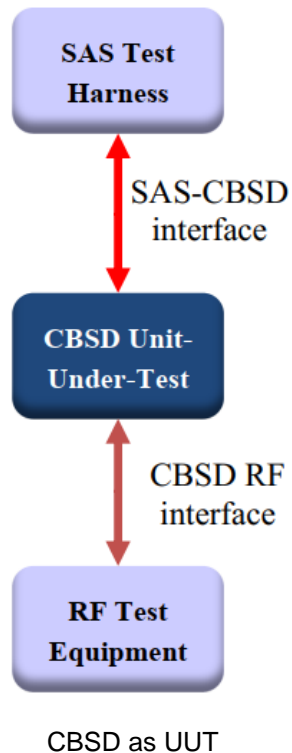 SAS Test
Harness
SAS-CBSD
interface
CBSD Unit-
Under-Test
CBSD RF
interface
RF Test
Equipment
CBSD as UUT